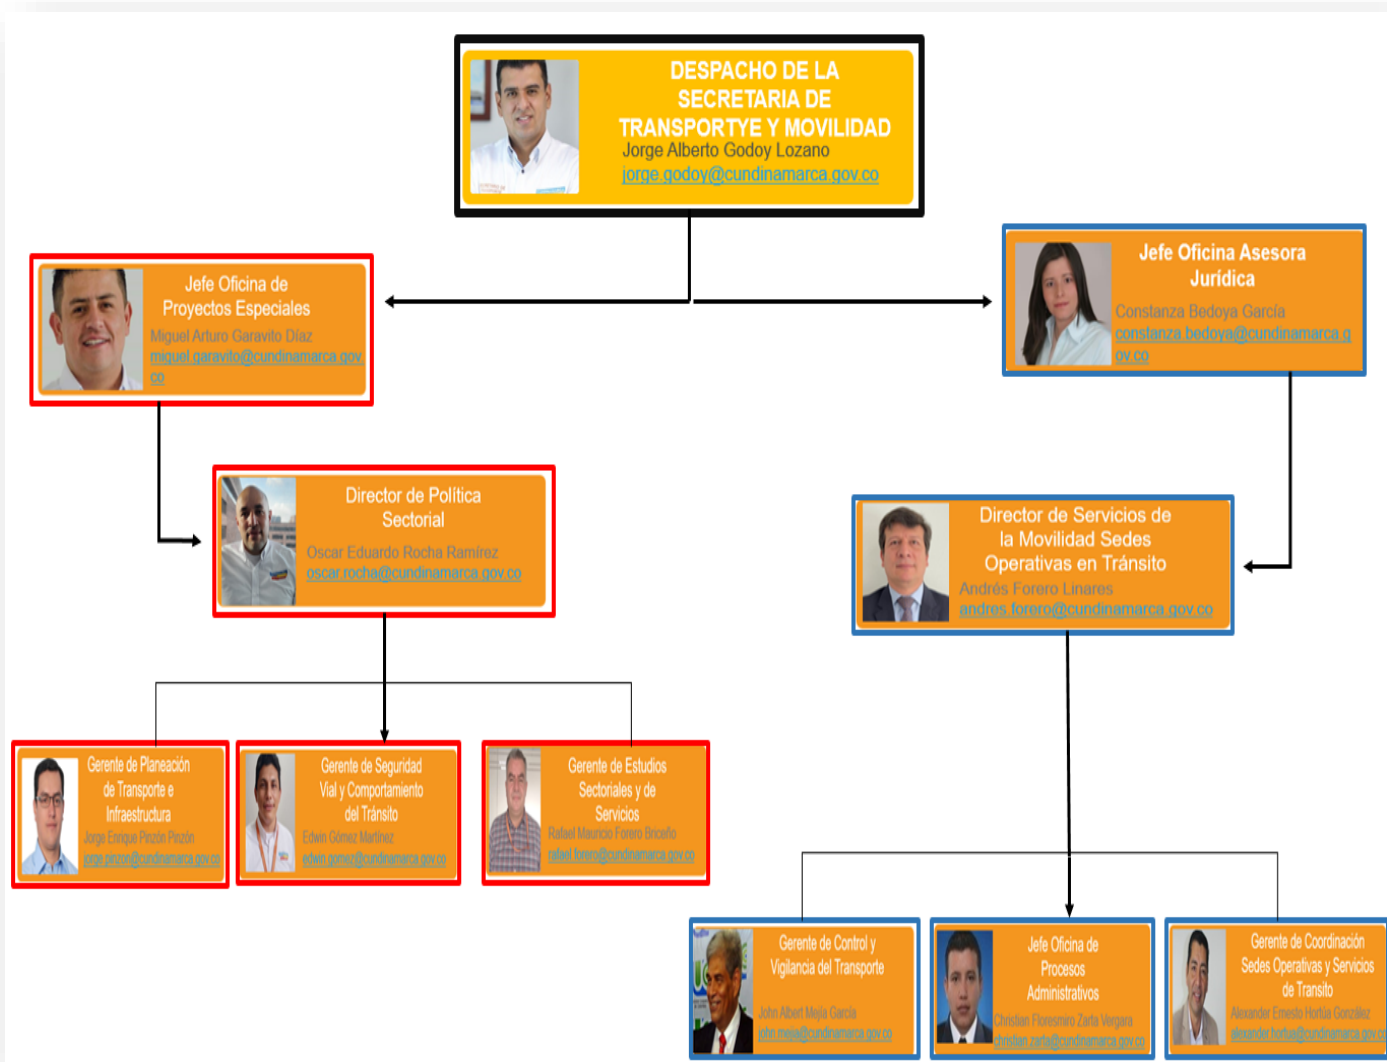 DESPACHO DE LA
SECRETARIA DE
TRANSPORTYE Y MOVILIDAD
Jorge Alberto Godoy Lozano
jorge.godoy@cundinamarca.gov.co
Jefe Oficina de
Proyectos Especiales
Miguel Arturo Garavito Díaz
miguel.garavito@cundinamarca.gov.
co
Jefe Oficina Asesora
Jurídica
Constanza Bedoya García
constanza.bedoya@cundinamarca.g
ov.co
Director de Política
Sectorial
Oscar Eduardo Rocha Ramírez
oscar.rocha@cundinamarca.gov.co
Director de Servicios de
la Movilidad Sedes
Operativas en Tránsito
Andrés Forero Linares
andres.forero@cundinamarca.gov.co
Gerente de Planeación
de Transporte e
Infraestructura
Jorge Enrique Pinzón Pinzón
jorge.pinzon@cundinamarca.gov.co
Gerente de Seguridad
Vial y Comportamiento
del Tránsito
Edwin Gómez Martínez
edwin.gomez@cundinamarca.gov.co
Gerente de Estudios
Sectoriales y de
Servicios
Rafael Mauricio Forero Briceño
rafael.forero@cundinamarca.gov.co
Gerente de Control y
Vigilancia del Transporte
John Albert Mejía García
john.mejia@cundinamarca.gov.co
Jefe Oficina de
Procesos
Administrativos
Christian Floresmiro Zarta Vergara
christian.zarta@cundinamarca.gov.co
Gerente de Coordinación
Sedes Operativas y Servicios
de Transito
Alexander Ernesto Hortúa González
alexander.hortua@cundinamarca.gov.co